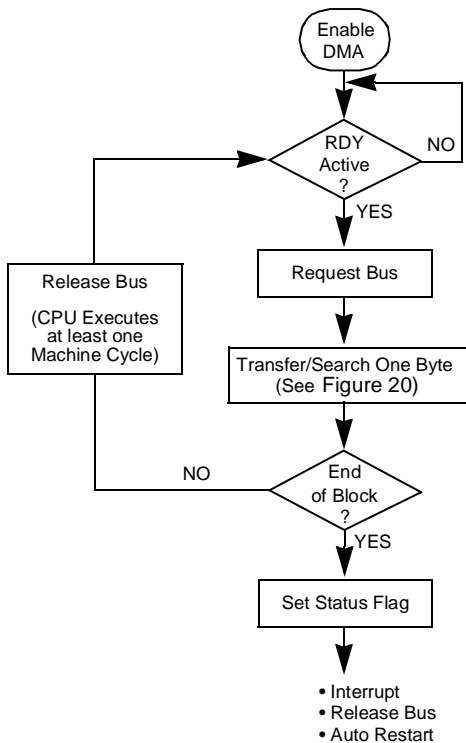 Enable
DMA
RDY
Active
?
NO
YES
Request Bus
Release Bus
(CPU Executes
at least one
Machine Cycle)
Transfer/Search One Byte
(See Figure 20)
NO
End
of Block
?
YES
Set Status Flag
• Interrupt
• Release Bus
• Auto Restart